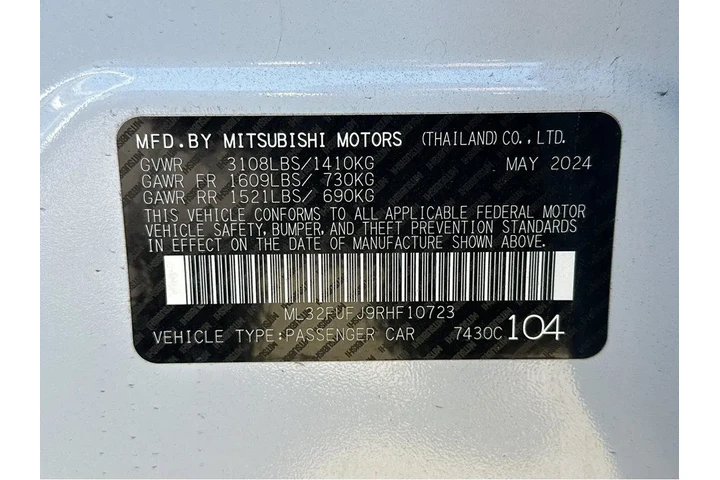 MFD.BY MITSUBISHI MOTORS (THAILAND) CO., LTD.
GVWR 3108LBS/1410KG MAY 2024
GAWR FR 1609LBS/ 730KG
GAWR RR 1521LBS/ 690KG
THIS VEHICLE CONFORMS TO ALL APPLICABLE FEDERAL MOTOR
VEHICLE SAFETY, BUMPER, AND THEFT PREVENTION STANDARDS
IN EFFECT ON THE DATE OF MANUFACTURE SHOWN ABOVE.
ML32FUFJ9RHF10723
VEHICLE TYPE:PASSENGER CAR 7430C 104